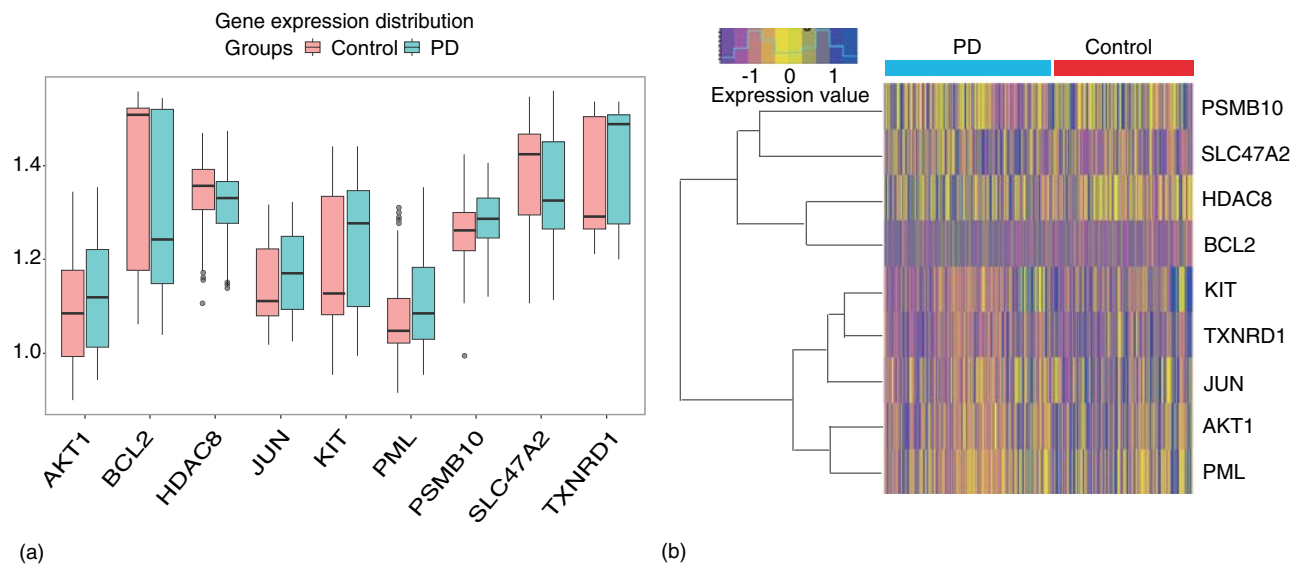 Gene expression distribution
Groups Control PD
1.4
1.2
1.0
AKT1
BCL2
HDAC8
JUN
KIT
PML
PSMB10
SLC47A2
TXNRD1
(a)
-1 0 1
Expression value
PD Control
PSMB10
SLC47A2
HDAC8
BCL2
KIT
TXNRD1
JUN
AKT1
PML
(b)